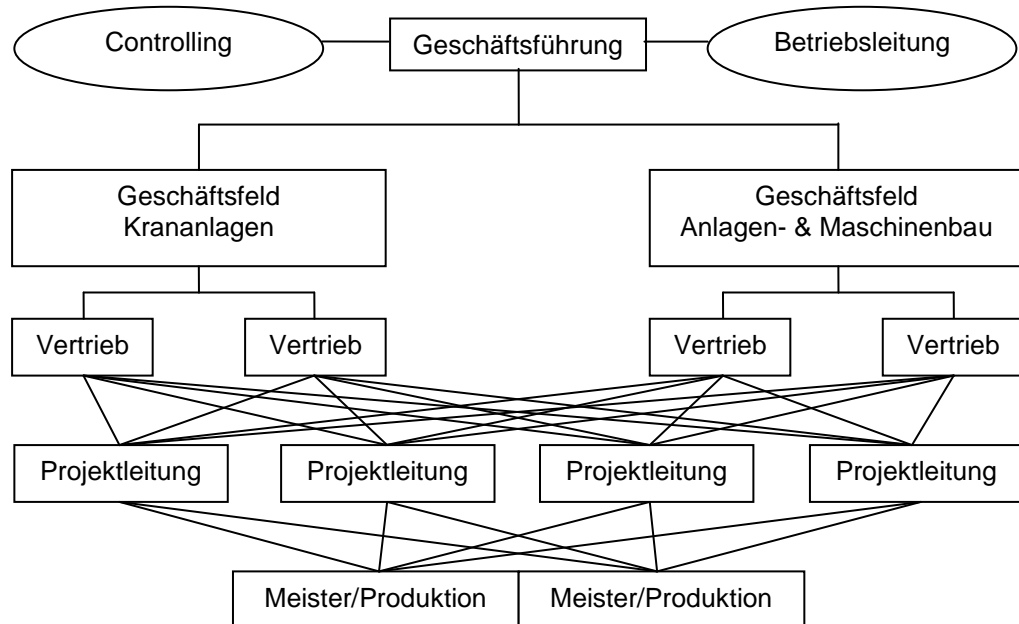 Controlling
Geschäftsführung
Betriebsleitung
Geschäftsfeld
Krananlagen
Geschäftsfeld
Anlagen- & Maschinenbau
Vertrieb
Vertrieb
Vertrieb
Vertrieb
Projektleitung
Projektleitung
Projektleitung
Projektleitung
Meister/Produktion
Meister/Produktion